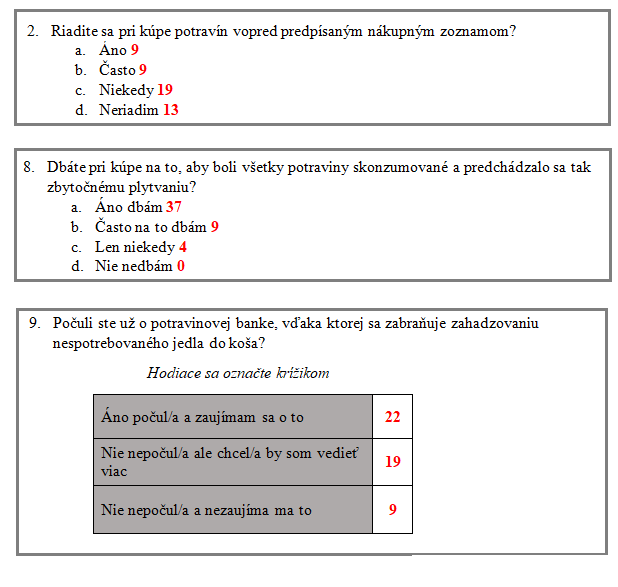 2. Riadite sa pri kúpe potravín vopred predpísaným nákupným zoznamom?
a. Áno 9
b. Často 9
c. Niekedy 19
d. Neriadim 13
8. Dbáte pri kúpe na to, aby boli všetky potraviny skonzumované a predchádzalo sa tak
zbytočnému plytvaniu?
a. Áno dbám 37
b. Často na to dbám 9
c. Len niekedy 4
d. Nie nedbám 0
9. Počuli ste už o potravinovej banke, vďaka ktorej sa zabraňuje zahadzovaniu
nespotrebovaného jedla do koša?
Hodiace sa označte krížikom
Áno počul/a a zaujímam sa o to 22
Nie nepočul/a ale chcel/a by som vedieť
viac 19
Nie nepočul/a a nezaujíma ma to 9